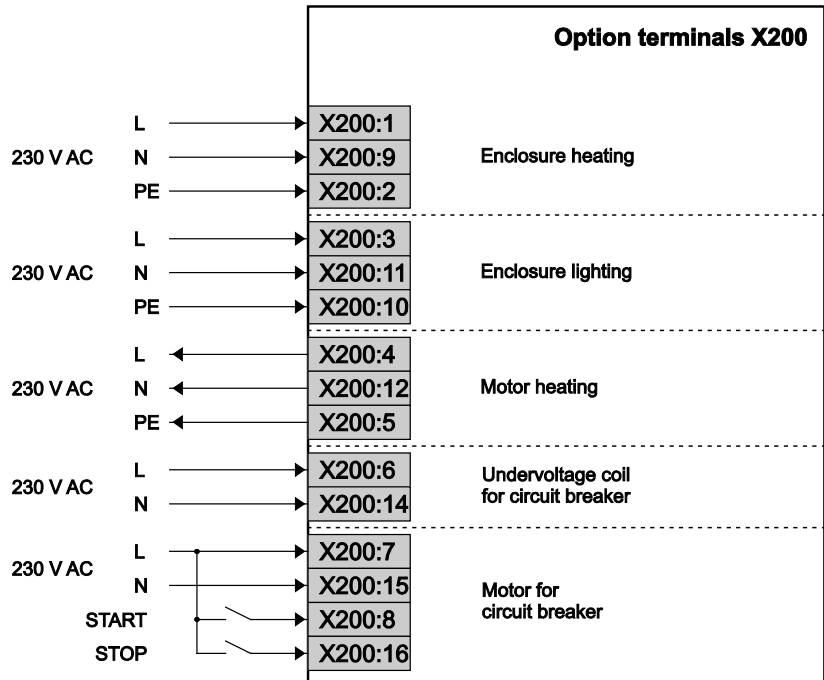 Option terminals X200
L X200:1
230 V AC N X200:9 Enclosure heating
PE X200:2
L X200:3
230 V AC N X200:11 Enclosure lighting
PE X200:10
L X200:4
230 V AC N X200:12 Motor heating
PE X200:5
L X200:6
230 V AC
Undervoltage coil
for circuit breaker
N X200:14
L X200:7
230 V AC
N X200:15
Motor for
circuit breaker
START X200:8
STOP X200:16